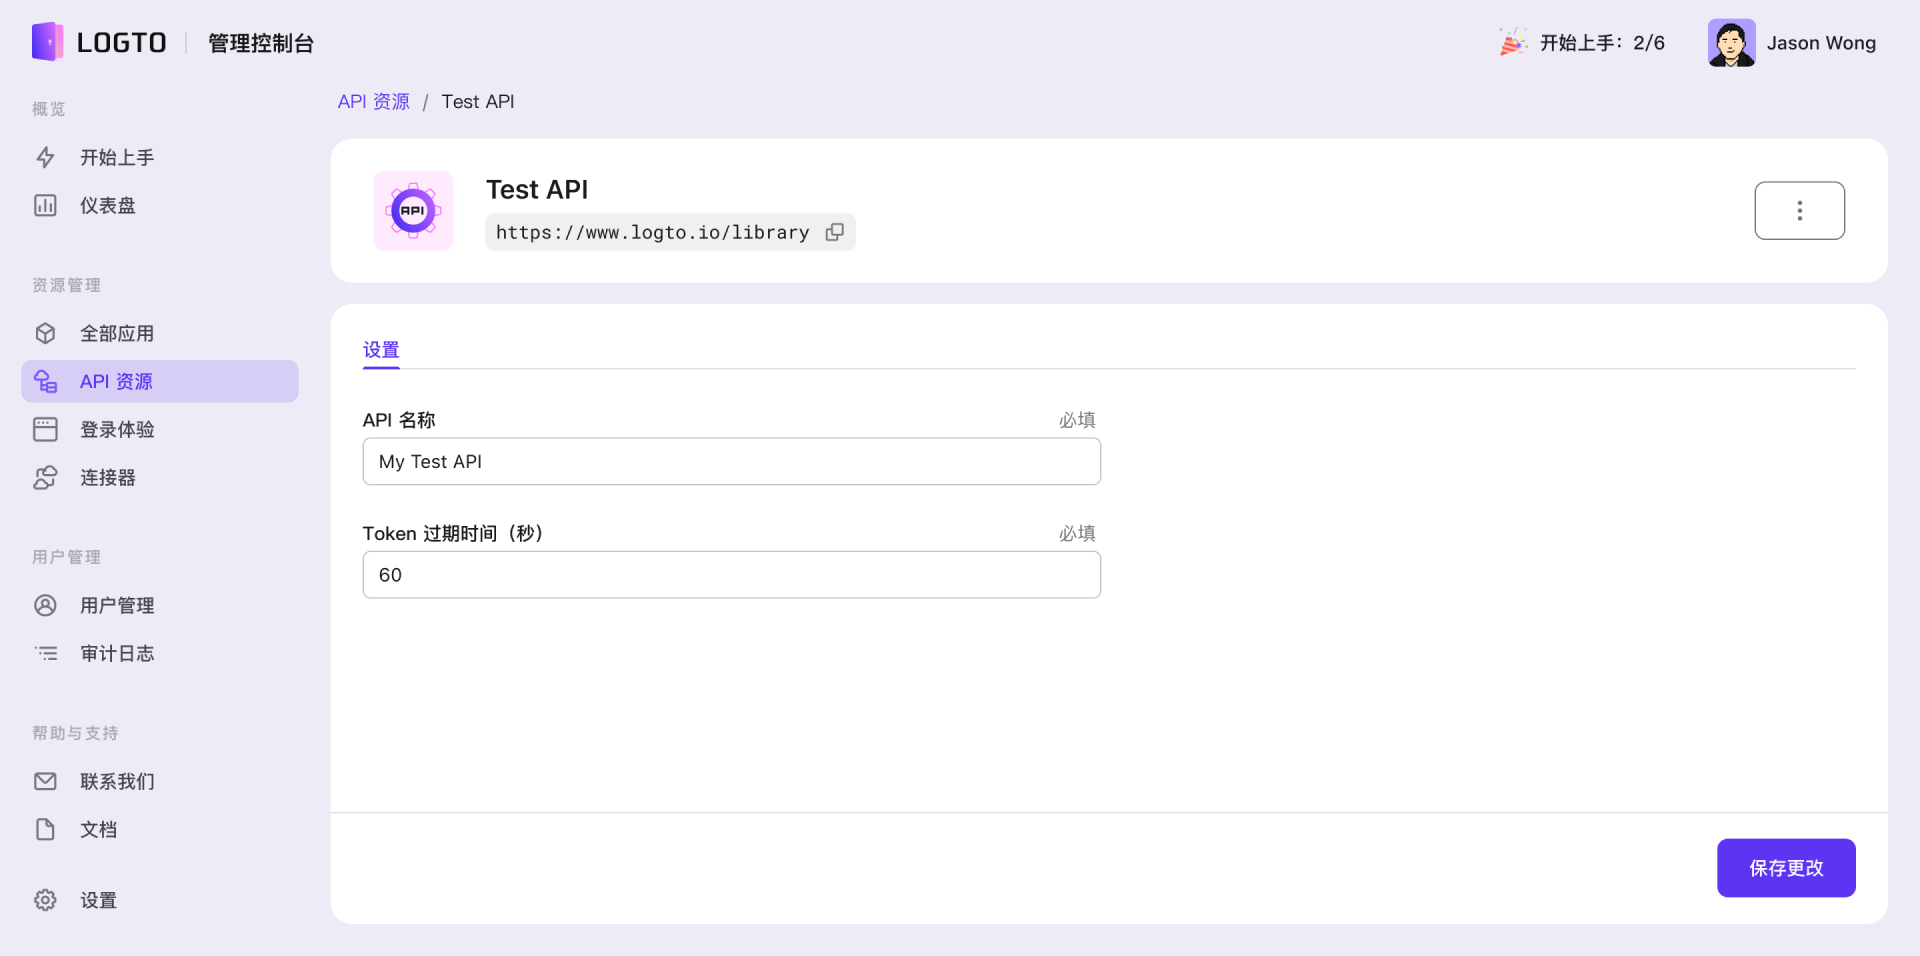 LOGTO 管理控制台
开始上手：2/6
Jason Wong
概览
开始上手
仪表盘
资源管理
全部应用
API 资源
登录体验
连接器
用户管理
用户管理
审计日志
帮助与支持
联系我们
文档
设置
API 资源 / Test API
API
Test API
https://www.logto.io/library
设置
API 名称 必填
My Test API
Token 过期时间（秒） 必填
60
保存更改